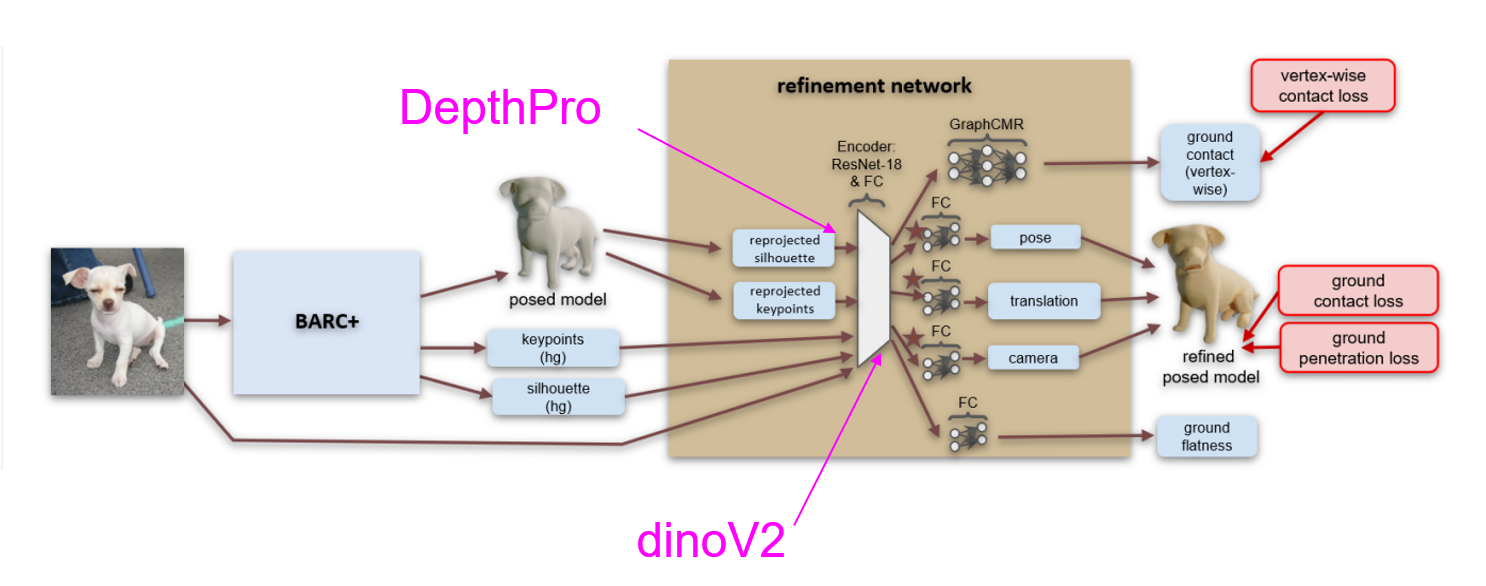 DepthPro
refinement network
vertex-wise
contact loss
GraphCMR
Encoder:
ResNet-18
& FC
ground
contact
(vertex-
wise)
FC
reprojected
silhouette
pose
posed model
FC
reprojected
keypoints
translation
ground
contact loss
BARC+
keypoints
(hg)
FC
camera
ground
penetration loss
refined
posed model
silhouette
(hg)
FC
ground
flatness
dinoV2